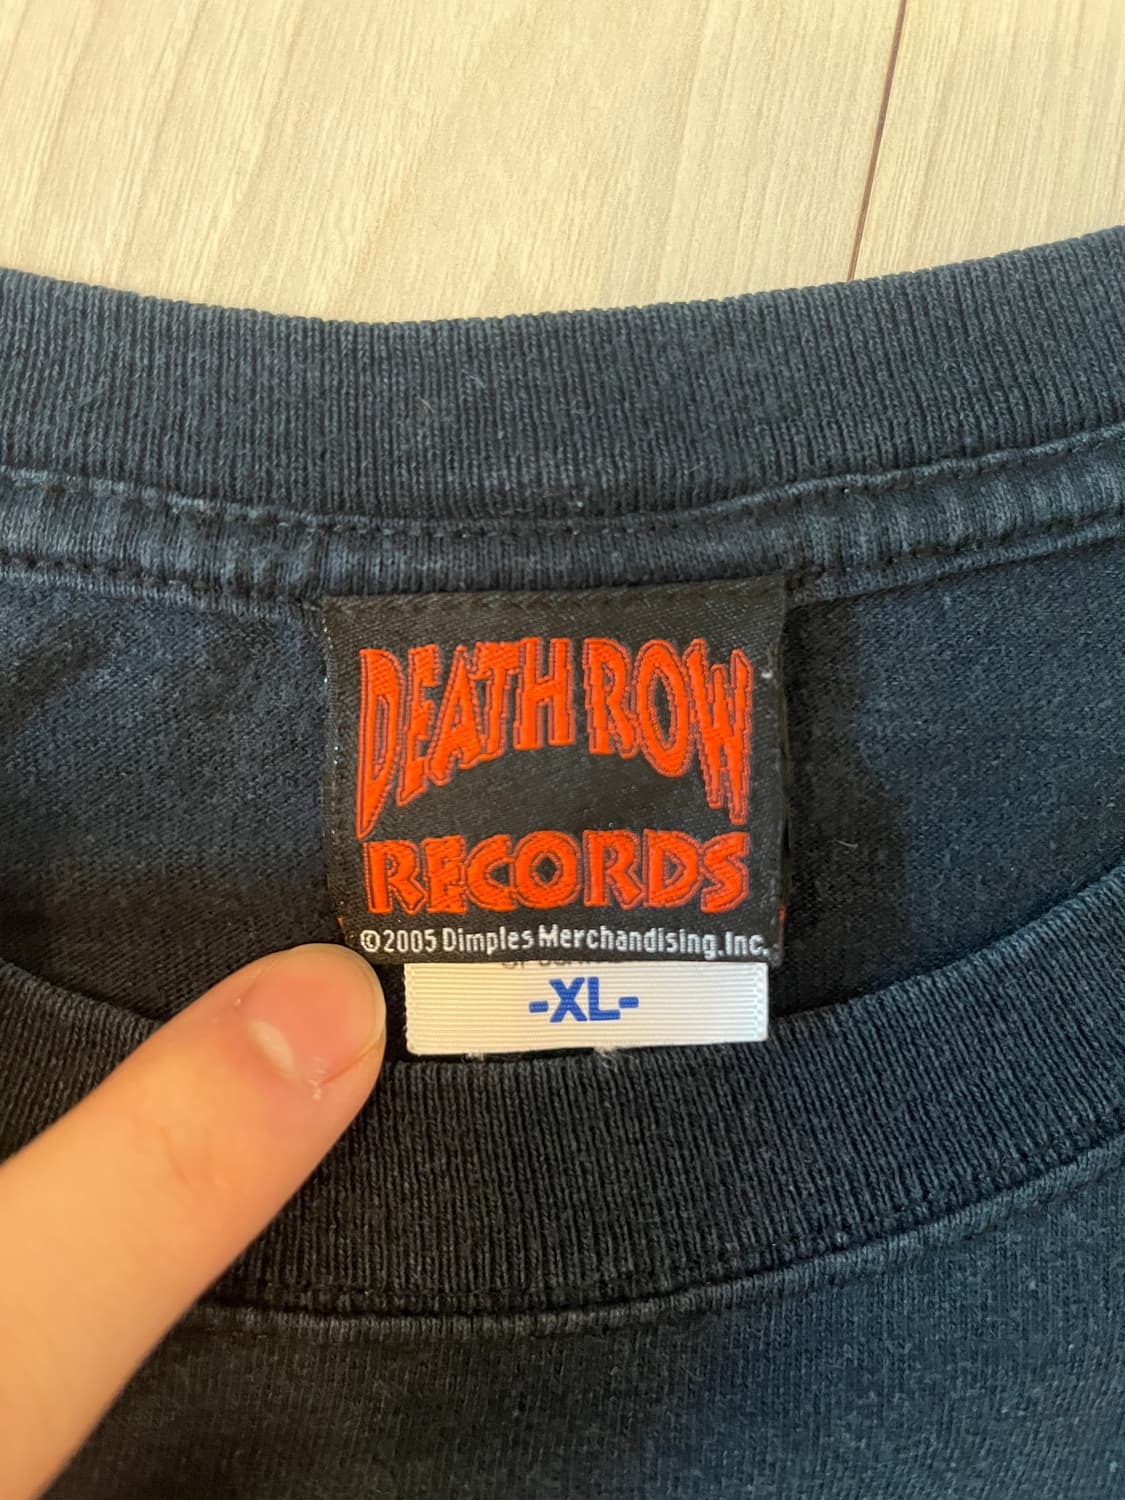 DEATH ROW
RECORDS
©2005 Dimples Merchandising.Inc.
-XL-